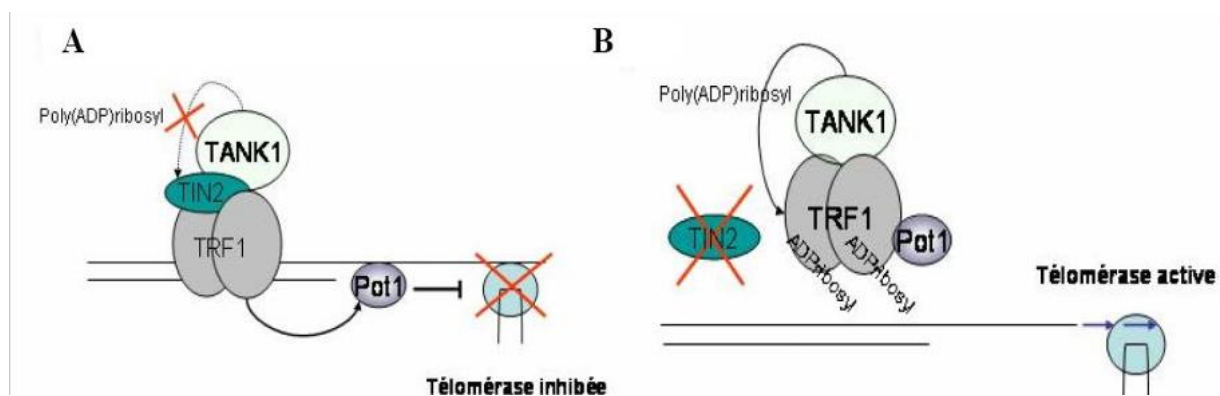 A
Poly(ADP)ribosyl
TANK1
TIN2
TRF1
Pot1
Télomérase inhibée
B
Poly(ADP)ribosyl
TANK1
TIN2
TRF1
Pot1
ADPribosyl
ADPribosyl
Télomérase active